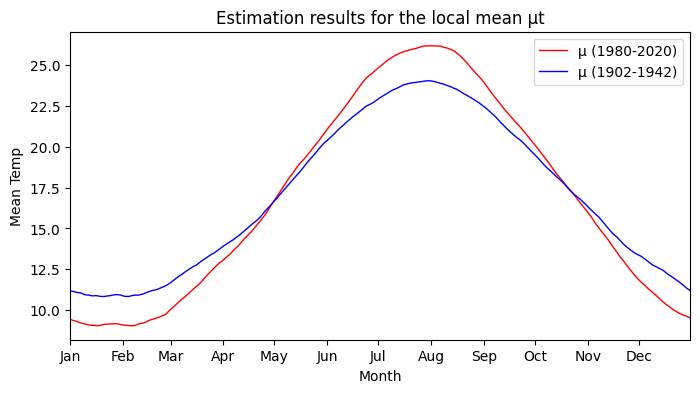 Estimation results for the local mean μt
μ (1980-2020)
μ (1902-1942)
Mean Temp
25.0
22.5
20.0
17.5
15.0
12.5
10.0
Jan Feb Mar Apr May Jun Jul Aug Sep Oct Nov Dec
Month